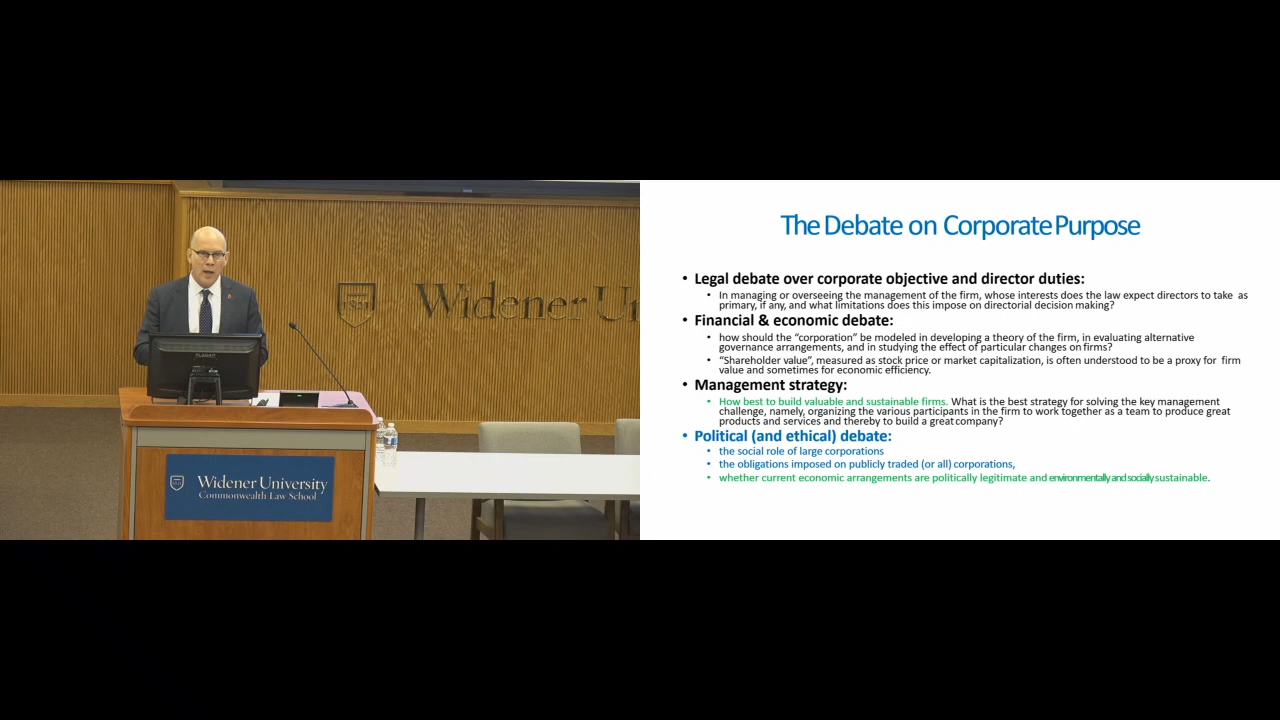 Widener Un
Widener University
Commonwealth Law School
The Debate on Corporate Purpose
• Legal debate over corporate objective and director duties:
• In managing or overseeing the management of the firm, whose interests does the law expect directors to take as
primary, if any, and what limitations does this impose on directorial decision making?
• Financial & economic debate:
• how should the “corporation” be modeled in developing a theory of the firm, in evaluating alternative
governance arrangements, and in studying the effect of particular changes on firms?
• “Shareholder value”, measured as stock price or market capitalization, is often understood to be a proxy for firm
value and sometimes for economic efficiency.
• Management strategy:
• How best to build valuable and sustainable firms. What is the best strategy for solving the key management
challenge, namely, organizing the various participants in the firm to work together as a team to produce great
products and services and thereby to build a great company?
• Political (and ethical) debate:
• the social role of large corporations
• the obligations imposed on publicly traded (or all) corporations,
• whether current economic arrangements are politically legitimate and environmentally and socially sustainable.